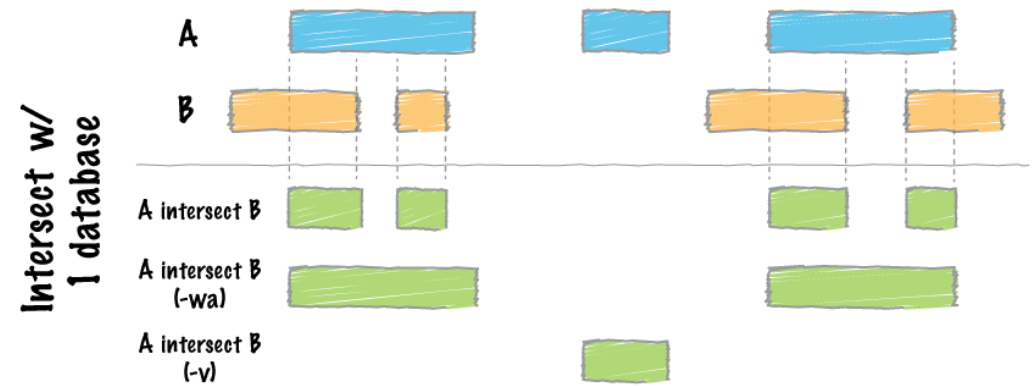 Intersect w/
1 database
A
B
A intersect B
A intersect B
(-wa)
A intersect B
(-v)